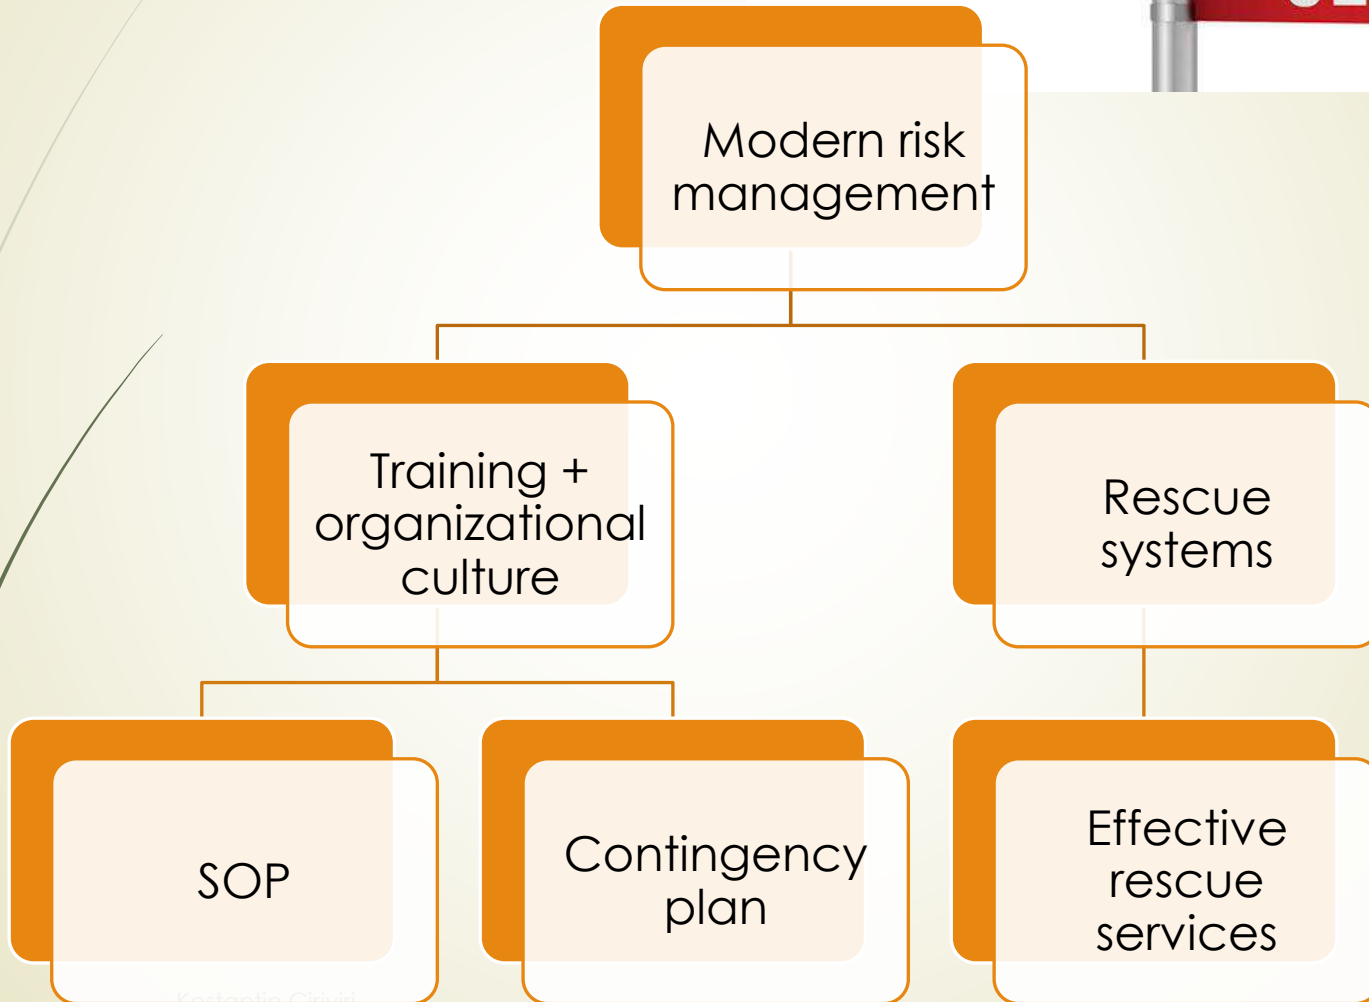 Modern risk
management
Training +
organizational
culture
Rescue
systems
SOP
Contingency
plan
Effective
rescue
services